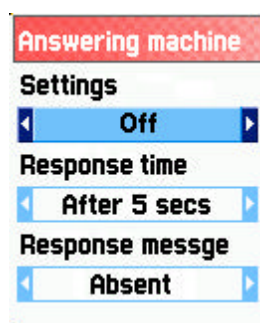 Answering machine
Settings
Off
Response time
After 5 secs
Response messge
Absent